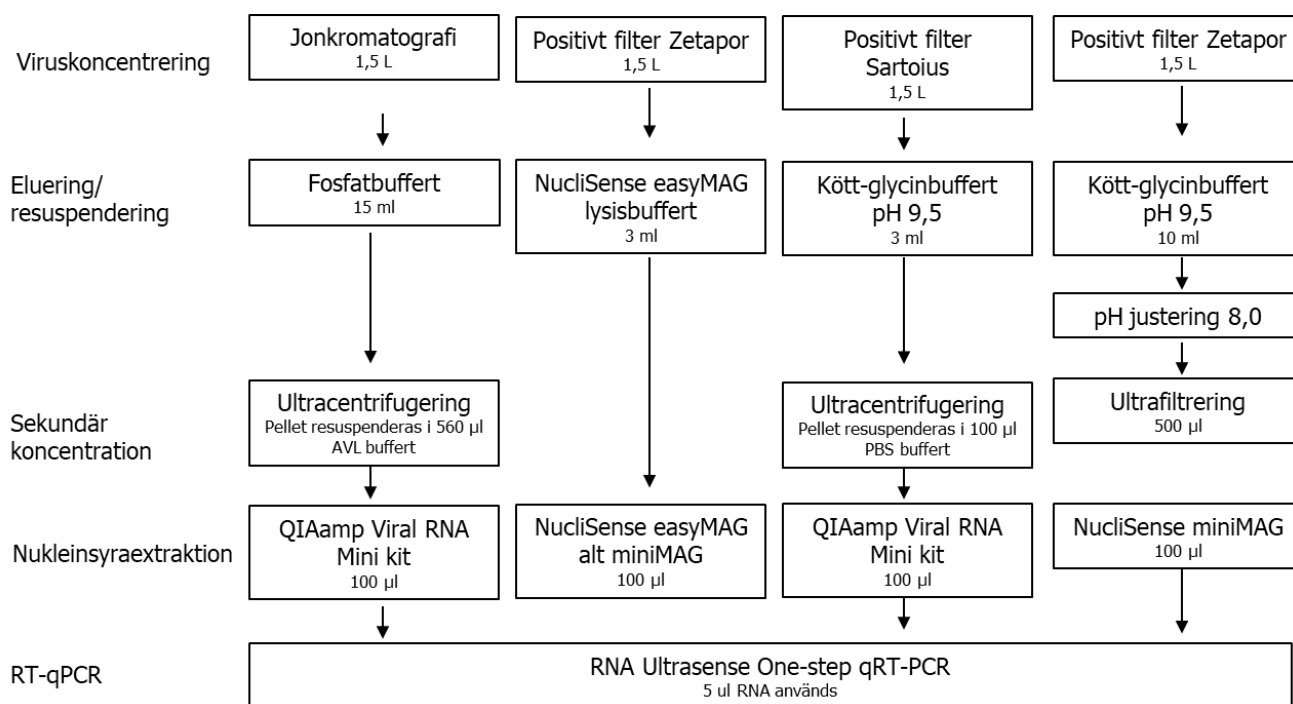 Viruskoncentrering
Jonkromatografi
1,5 L
Positivt filter Zetapor
1,5 L
Positivt filter
Sartoius
1,5 L
Positivt filter Zetapor
1,5 L
Eluering/
resuspendering
Fosfatbuffert
15 ml
NucliSense easyMAG
lysisbuffert
3 ml
Kött-glycinbuffert
pH 9,5
3 ml
Kött-glycinbuffert
pH 9,5
10 ml
pH justering 8,0
Sekundär
koncentration
Ultracentrifugering
Pellet resuspenderas i 560 µl
AVL buffert
Ultracentrifugering
Pellet resuspenderas i 100 µl
PBS buffert
Ultrafiltrering
500 µl
Nukleinsyraextraktion
QIAamp Viral RNA
Mini kit
100 µl
NucliSense easyMAG
alt miniMAG
100 µl
QIAamp Viral RNA
Mini kit
100 µl
NucliSense miniMAG
100 µl
RT-qPCR
RNA Ultrasense One-step qRT-PCR
5 ul RNA används